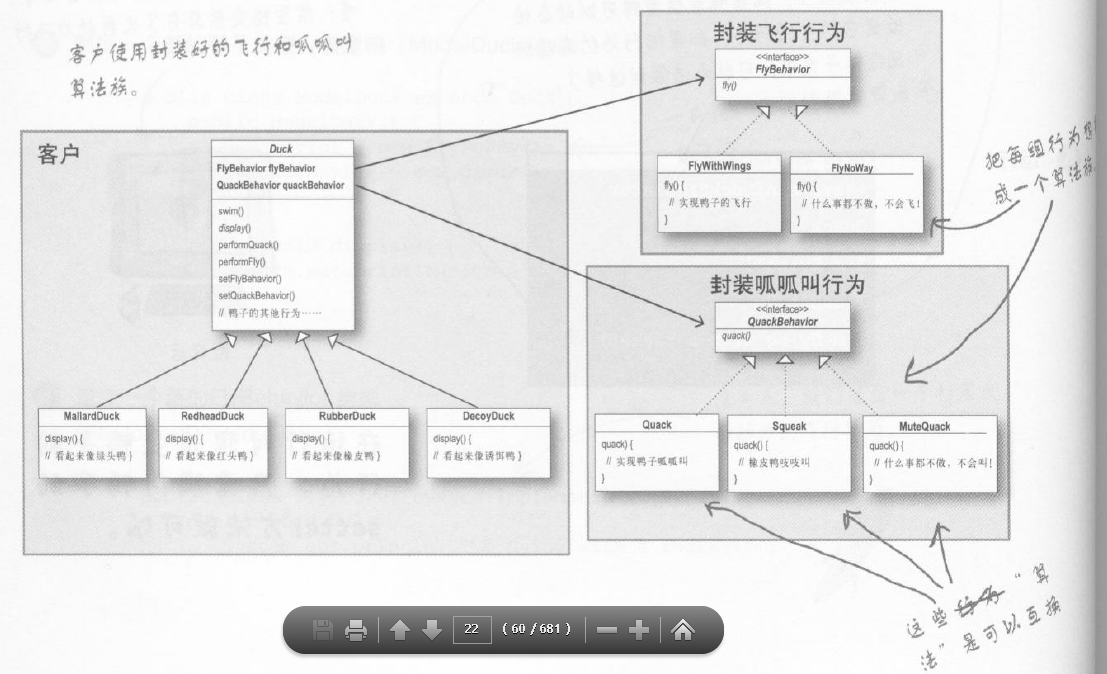 客户使用封装好的飞行和呱呱叫
算法族。
封装飞行行为
<<interface>>
FlyBehavior
fly()
FlyWithWings
fly() {
// 实现鸭子的飞行
}
FlyNoWay
fly() {
// 什么事都不做，不会飞！
}
把每组行为想
成一个算法族
客户
Duck
FlyBehavior flyBehavior
QuackBehavior quackBehavior
swim()
display()
performQuack()
performFly()
setFlyBehavior()
setQuackBehavior()
// 鸭子的其他行为……
MallardDuck
display() {
// 看起来像绿头鸭 }
RedheadDuck
display() {
// 看起来像红头鸭 }
RubberDuck
display() {
// 看起来像橡皮鸭 }
DecoyDuck
display() {
// 看起来像诱饵鸭 }
封装呱呱叫行为
<<interface>>
QuackBehavior
quack()
Quack
quack) {
// 实现鸭子呱呱叫
}
Squeak
quack() {
// 橡皮鸭吱吱叫
}
MuteQuack
quack() {
// 什么事都不做，不会叫！
}
这些行为“算
法”是可以互换
22 ( 60 / 681 )